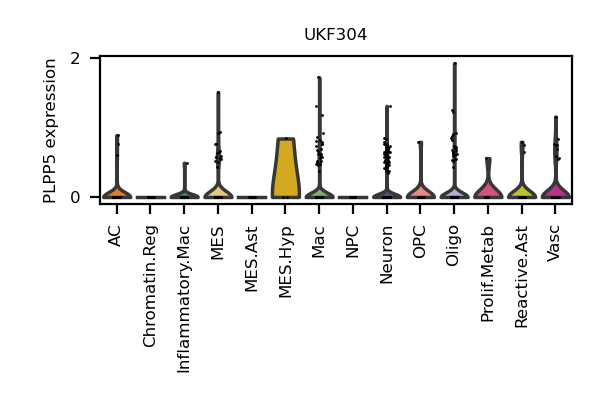 UKF304
PLPP5 expression
2
0
AC
Chromatin.Reg
Inflammatory.Mac
MES
MES.Ast
MES.Hyp
Mac
NPC
Neuron
OPC
Oligo
Prolif.Metab
Reactive.Ast
Vasc